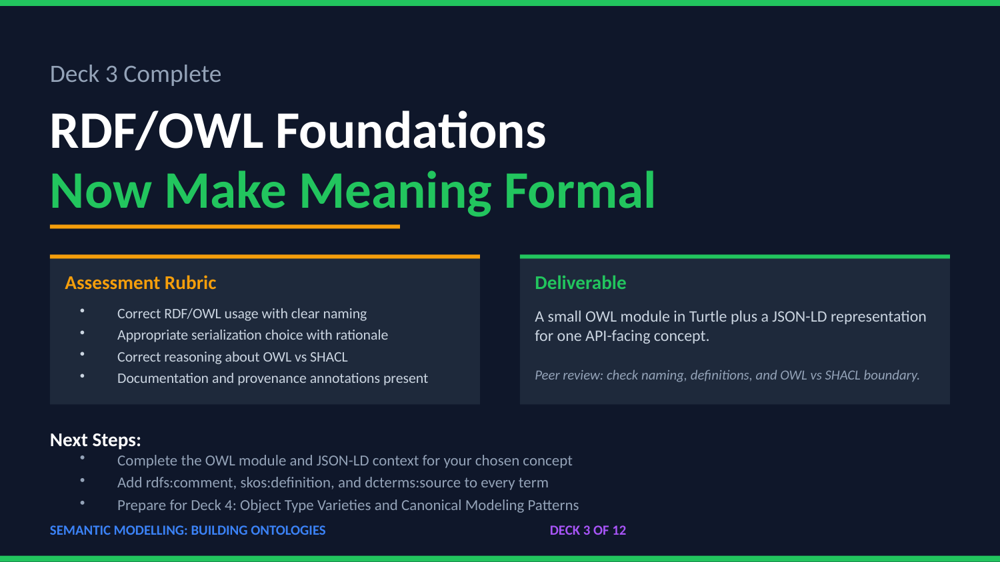 Deck 3 Complete
RDF/OWL Foundations
Now Make Meaning Formal
Assessment Rubric
• Correct RDF/OWL usage with clear naming
• Appropriate serialization choice with rationale
• Correct reasoning about OWL vs SHACL
• Documentation and provenance annotations present
Deliverable
A small OWL module in Turtle plus a JSON-LD representation
for one API-facing concept.
Peer review: check naming, definitions, and OWL vs SHACL boundary.
Next Steps:
• Complete the OWL module and JSON-LD context for your chosen concept
• Add rdfs:comment, skos:definition, and dcterms:source to every term
• Prepare for Deck 4: Object Type Varieties and Canonical Modeling Patterns
SEMANTIC MODELLING: BUILDING ONTOLOGIES
DECK 3 OF 12